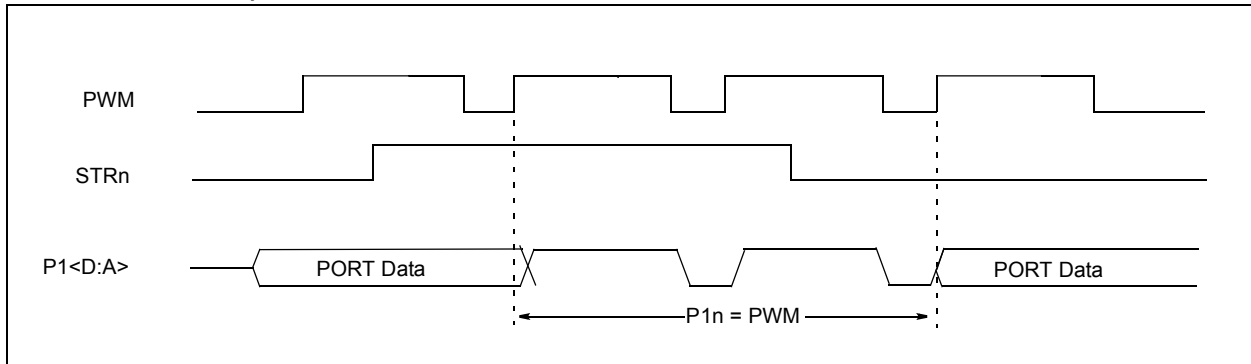 PWM
STRn
P1<D:A>
PORT Data
PORT Data
P1n = PWM